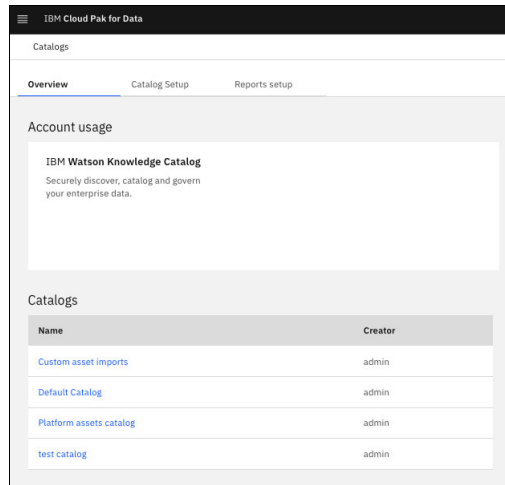 IBM Cloud Pak for Data
Catalogs
Overview Catalog Setup Reports setup
Account usage
IBM Watson Knowledge Catalog
Securely discover, catalog and govern
your enterprise data.
Catalogs
Name Creator
Custom asset imports admin
Default Catalog admin
Platform assets catalog admin
test catalog admin